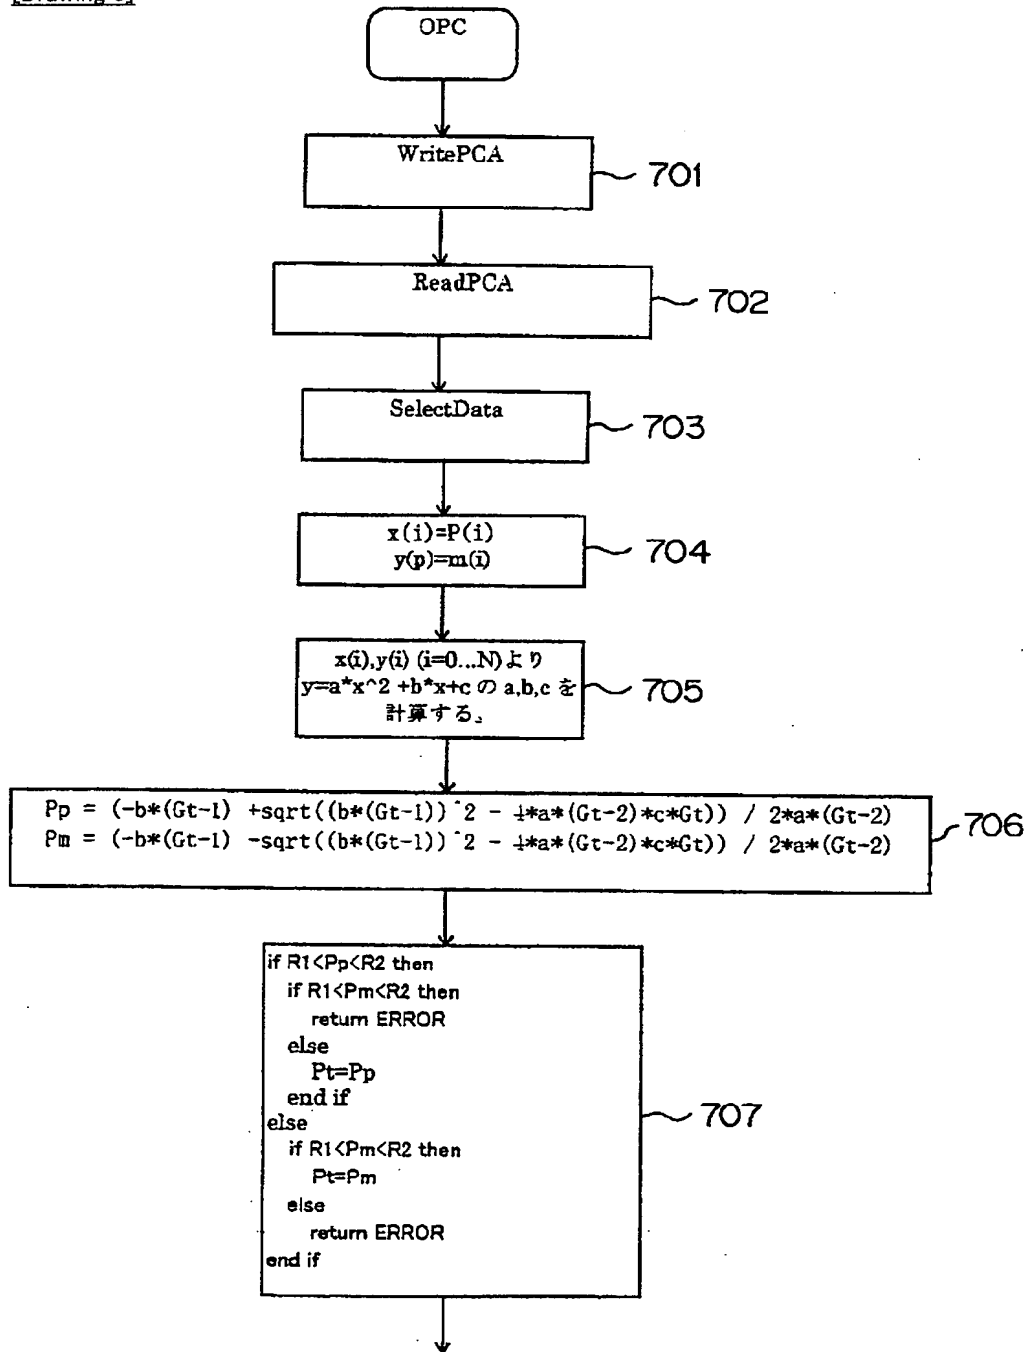 OPC
WritePCA
701
ReadPCA
702
SelectData
703
x(i)=P(i)
y(p)=m(i)
704
x(i),y(i) (i=0...N)より
y=a*x^2 +b*x+c の a,b,c を
計算する。
705
Pp = (-b*(Gt-1) +sqrt((b*(Gt-1))^2 - 4*a*(Gt-2)*c*Gt)) / 2*a*(Gt-2)
Pm = (-b*(Gt-1) -sqrt((b*(Gt-1))^2 - 4*a*(Gt-2)*c*Gt)) / 2*a*(Gt-2)
706
if R1<Pp<R2 then
if R1<Pm<R2 then
return ERROR
else
Pt=Pp
end if
else
if R1<Pm<R2 then
Pt=Pm
else
return ERROR
end if
707